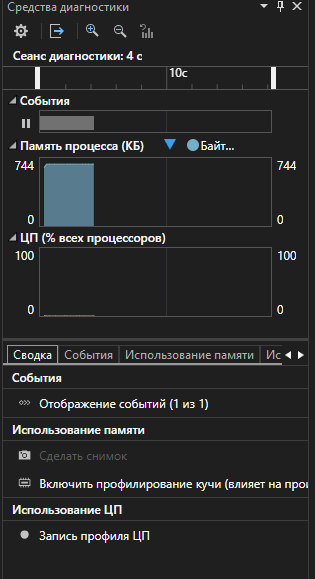 Средства диагностики
Сеанс диагностики: 4 с
10с
События
Память процесса (КБ) Байт...
744 744
0 0
ЦП (% всех процессоров)
100 100
0 0
Сводка События Использование памяти Ис
События
Отображение событий (1 из 1)
Использование памяти
Сделать снимок
Включить профилирование кучи (влияет на прои
Использование ЦП
Запись профиля ЦП